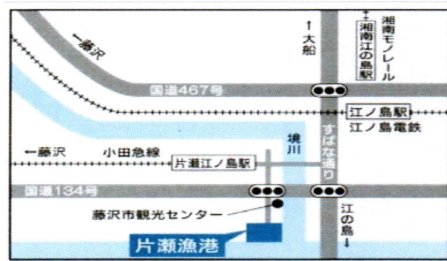 ←藤沢
↑大船
湘南モノレール
湘南江の島駅
国道467号
江ノ島駅
江ノ島電鉄
すばな通り
境川
←藤沢
小田急線
片瀬江ノ島駅
国道134号
藤沢市観光センター
江の島↓
片瀬漁港